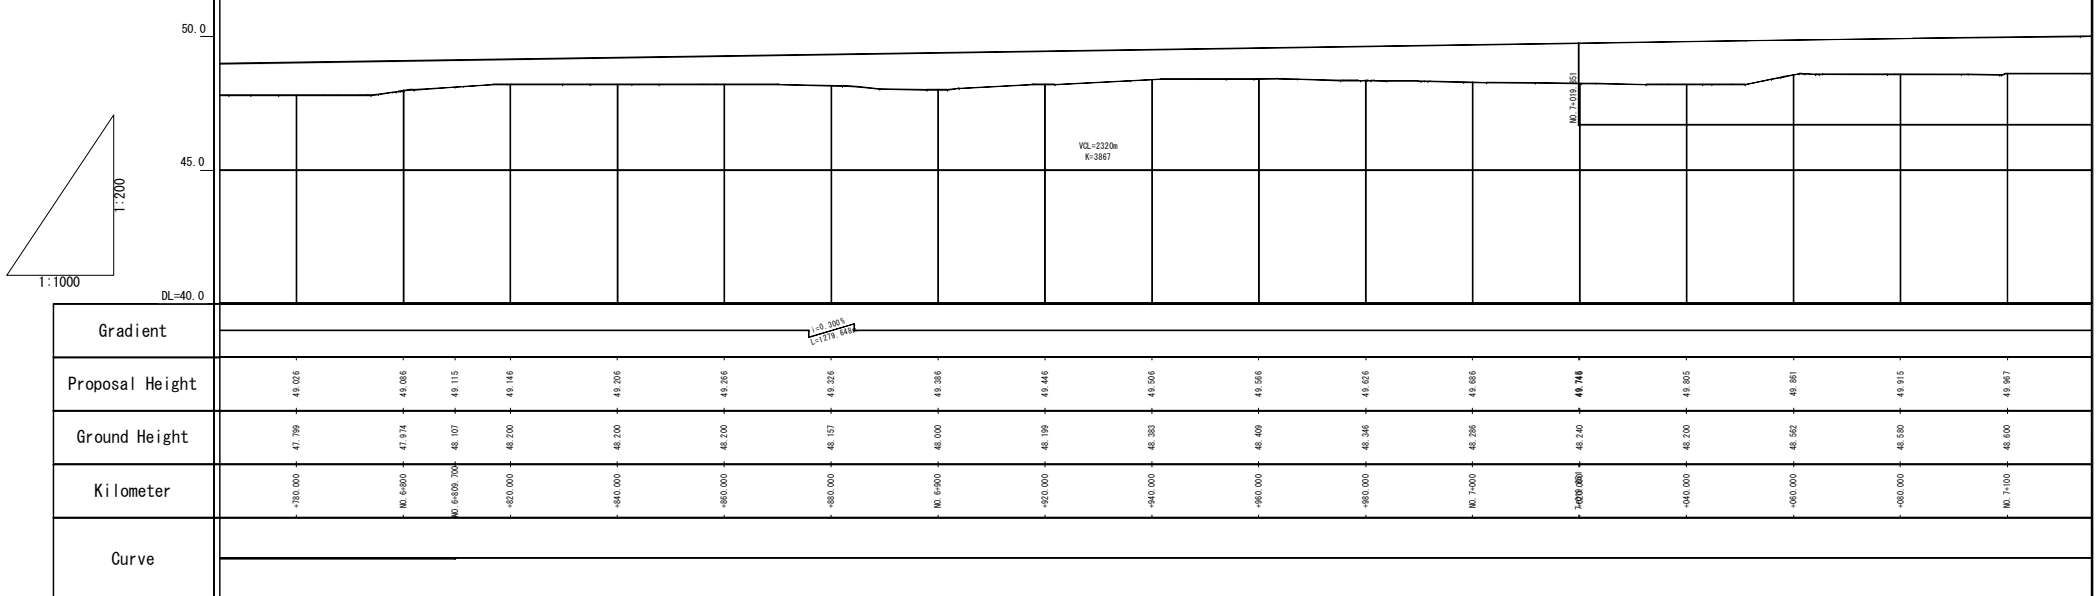 50.0
45.0
DL=40.0
1:200
1:1000
VCL=2320m
K=3867
NO.7+019.851
Gradient
i=0.300%
L=1279.648m
Proposal Height
49.026 49.086 49.115 49.146 49.206 49.266 49.326 49.386 49.446 49.506 49.566 49.626 49.686 49.805 49.861 49.915 49.967
Ground Height
47.799 47.974 48.107 48.200 48.200 48.200 48.157 48.000 48.199 48.383 48.409 48.346 48.286 48.240 48.200 48.562 48.580 48.600
Kilometer
+780.000 NO.6+800 NO.6+809.700 +820.000 +840.000 +860.000 +880.000 NO.6+900 +920.000 +940.000 +960.000 +980.000 NO.7+000 +040.000 +060.000 +080.000 NO.7+100
Curve